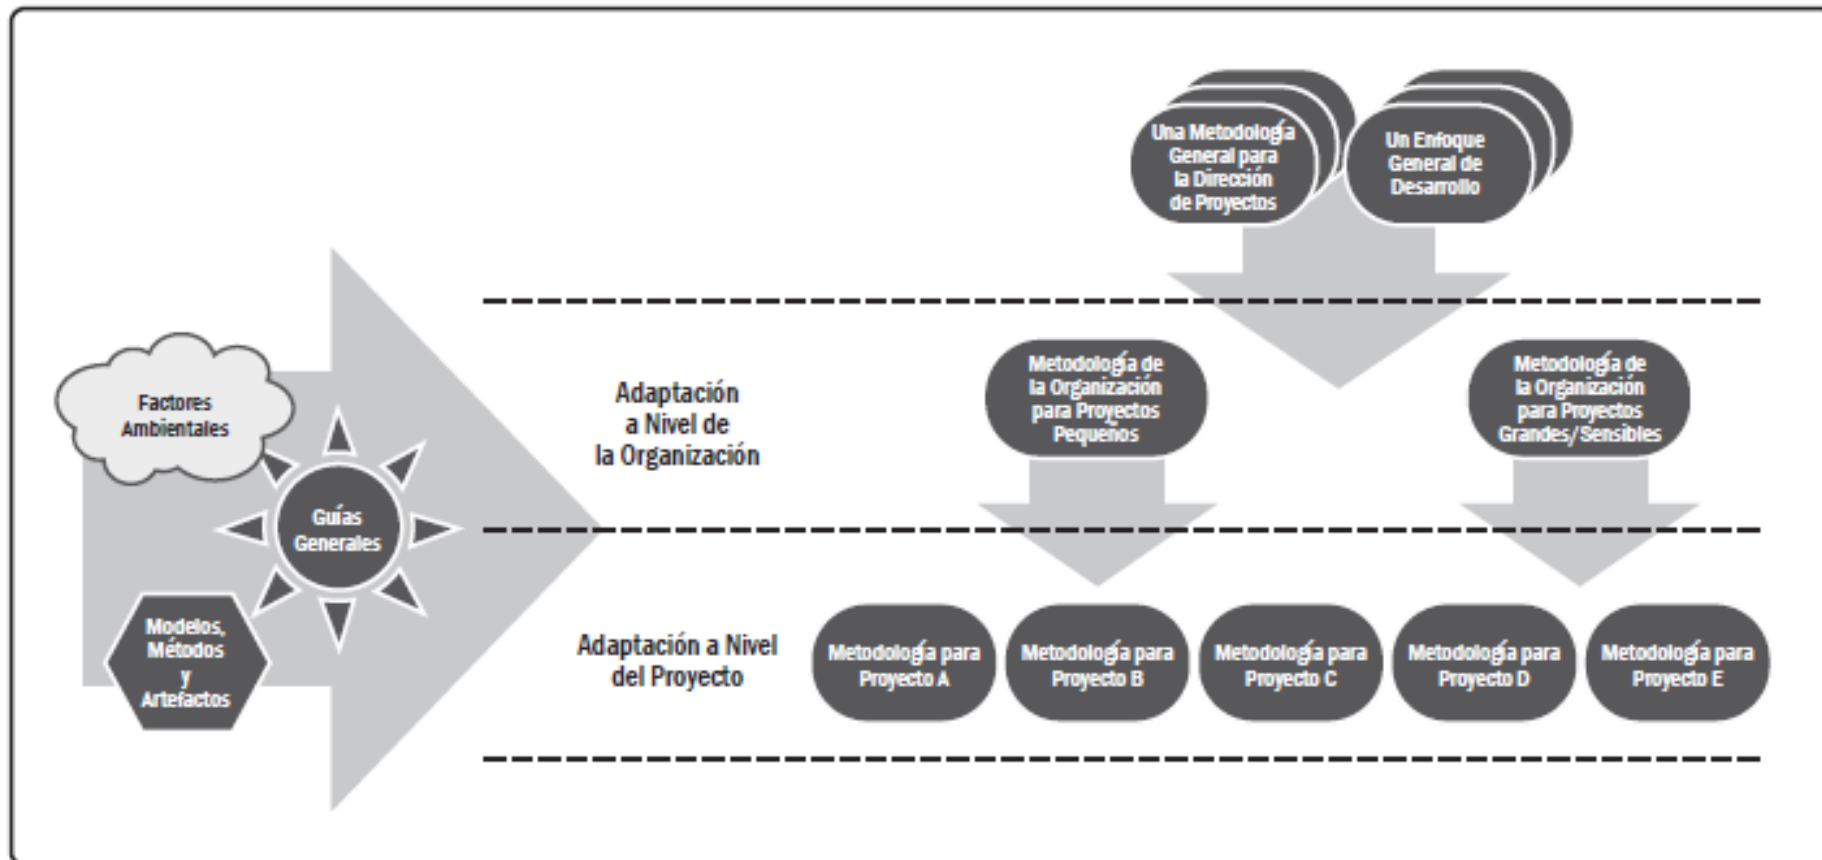 Una Metodología
General para
la Dirección
de Proyectos
Un Enfoque
General de
Desarrollo
Factores
Ambientales
Guías
Generales
Modelos,
Métodos
y
Artefactos
Adaptación
a Nivel de
la Organización
Metodología de
la Organización
para Proyectos
Pequeños
Metodología de
la Organización
para Proyectos
Grandes/Sensibles
Adaptación a Nivel
del Proyecto
Metodología para
Proyecto A
Metodología para
Proyecto B
Metodología para
Proyecto C
Metodología para
Proyecto D
Metodología para
Proyecto E